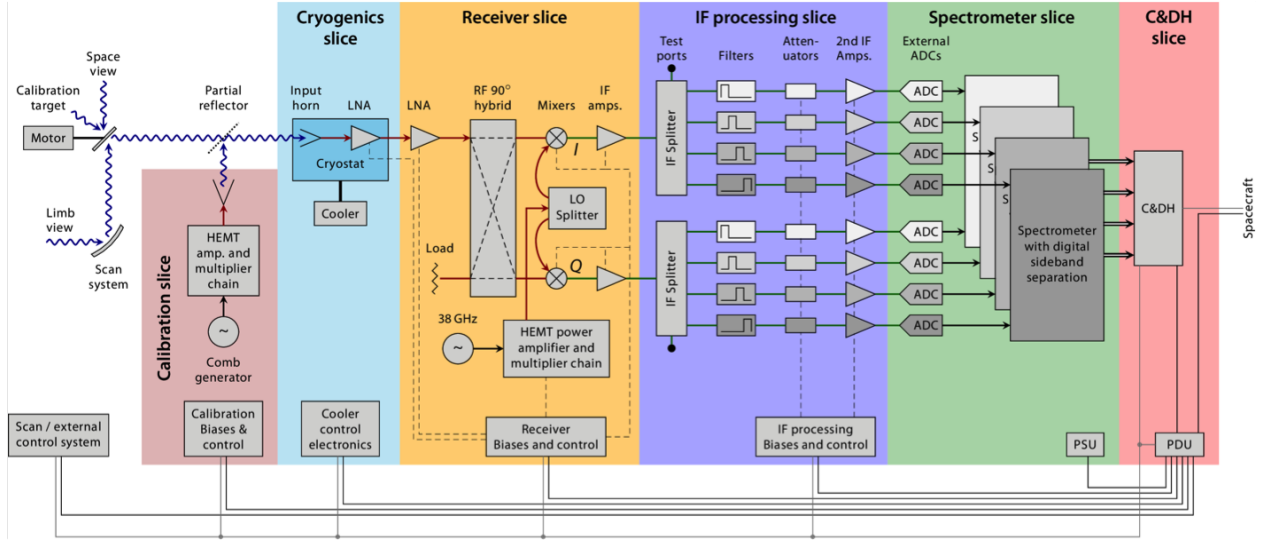 Cryogenics
slice
Receiver slice
IF processing slice
Spectrometer slice
C&DH
slice
Space
view
Calibration
target
Motor
Partial
reflector
Limb
view
Scan
system
Input
horn
LNA
Cryostat
Cooler
LNA
RF 90°
hybrid
Mixers
IF
amps.
I
LO
Splitter
Q
Load
38 GHz
~
HEMT power
amplifier and
multiplier chain
Test
ports
Filters
Atten-
uators
2nd IF
Amps.
IF Splitter
IF Splitter
External
ADCs
ADC
ADC
ADC
ADC
ADC
ADC
ADC
ADC
S
S
S
Spectrometer
with digital
sideband
separation
C&DH
Spacecraft
Calibration slice
HEMT
amp. and
multiplier
chain
~
Comb
generator
Scan / external
control system
Calibration
Biases &
control
Cooler
control
electronics
Receiver
Biases and control
IF processing
Biases and control
PSU
PDU